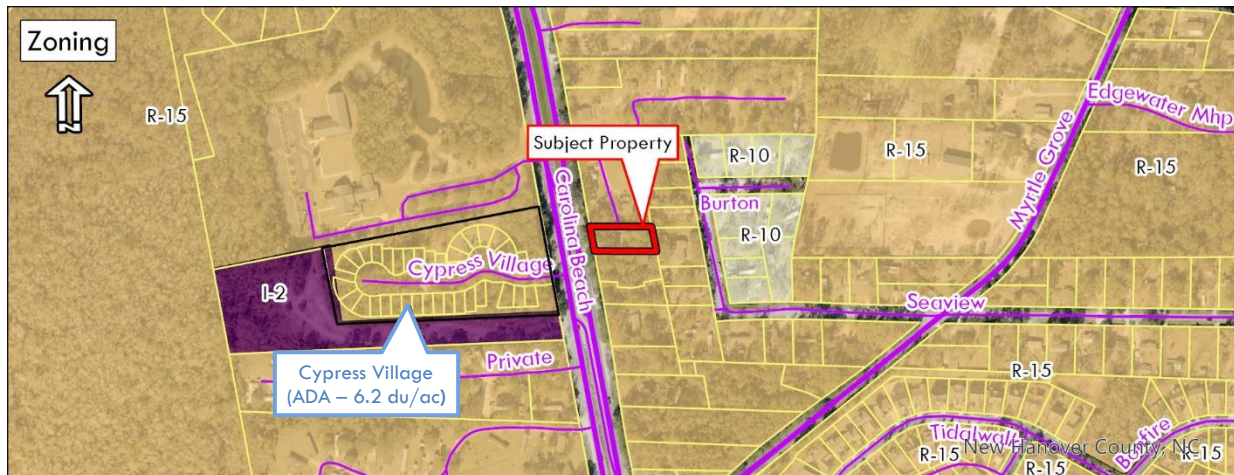 Zoning
N
R-15
Edgewater Mhp
Subject Property
R-10
R-15
R-15
Carolina Beach
Burton
Myrtle Grove
R-10
Cypress Village
I-2
Seaview
Private
Cypress Village
(ADA – 6.2 du/ac)
R-15
Tidalwalk
New Hanover County, NC
Bonfire
R-15
R-15
R-15